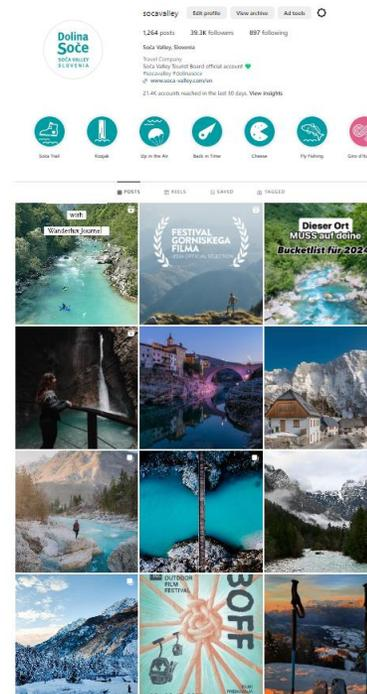 socavalley Edit profile View archive Ad tools
Dolina
Soče
SOČA VALLEY
SLOVENIA
1,264 posts 39.3K followers 897 following
Soča Valley, Slovenia
Travel Company
Soča Valley Tourist Board official account
#socavalley #dolinasoce
www.soca-valley.com/en
21.4K accounts reached in the last 30 days. View insights
Soča Trail Kayak Up in the Air Back in Time Cheese Fly Fishing Giro d'I
POSTS REELS SAVED TAGGED
with
Wanderlux Journal
FESTIVAL
GORNIŠKEGA
FILMA
OFFICIAL SELECTION
Dieser Ort
MUSS auf deine
Bucketlist für 2024
OUTDOOR
FILM
FESTIVAL
BOFF